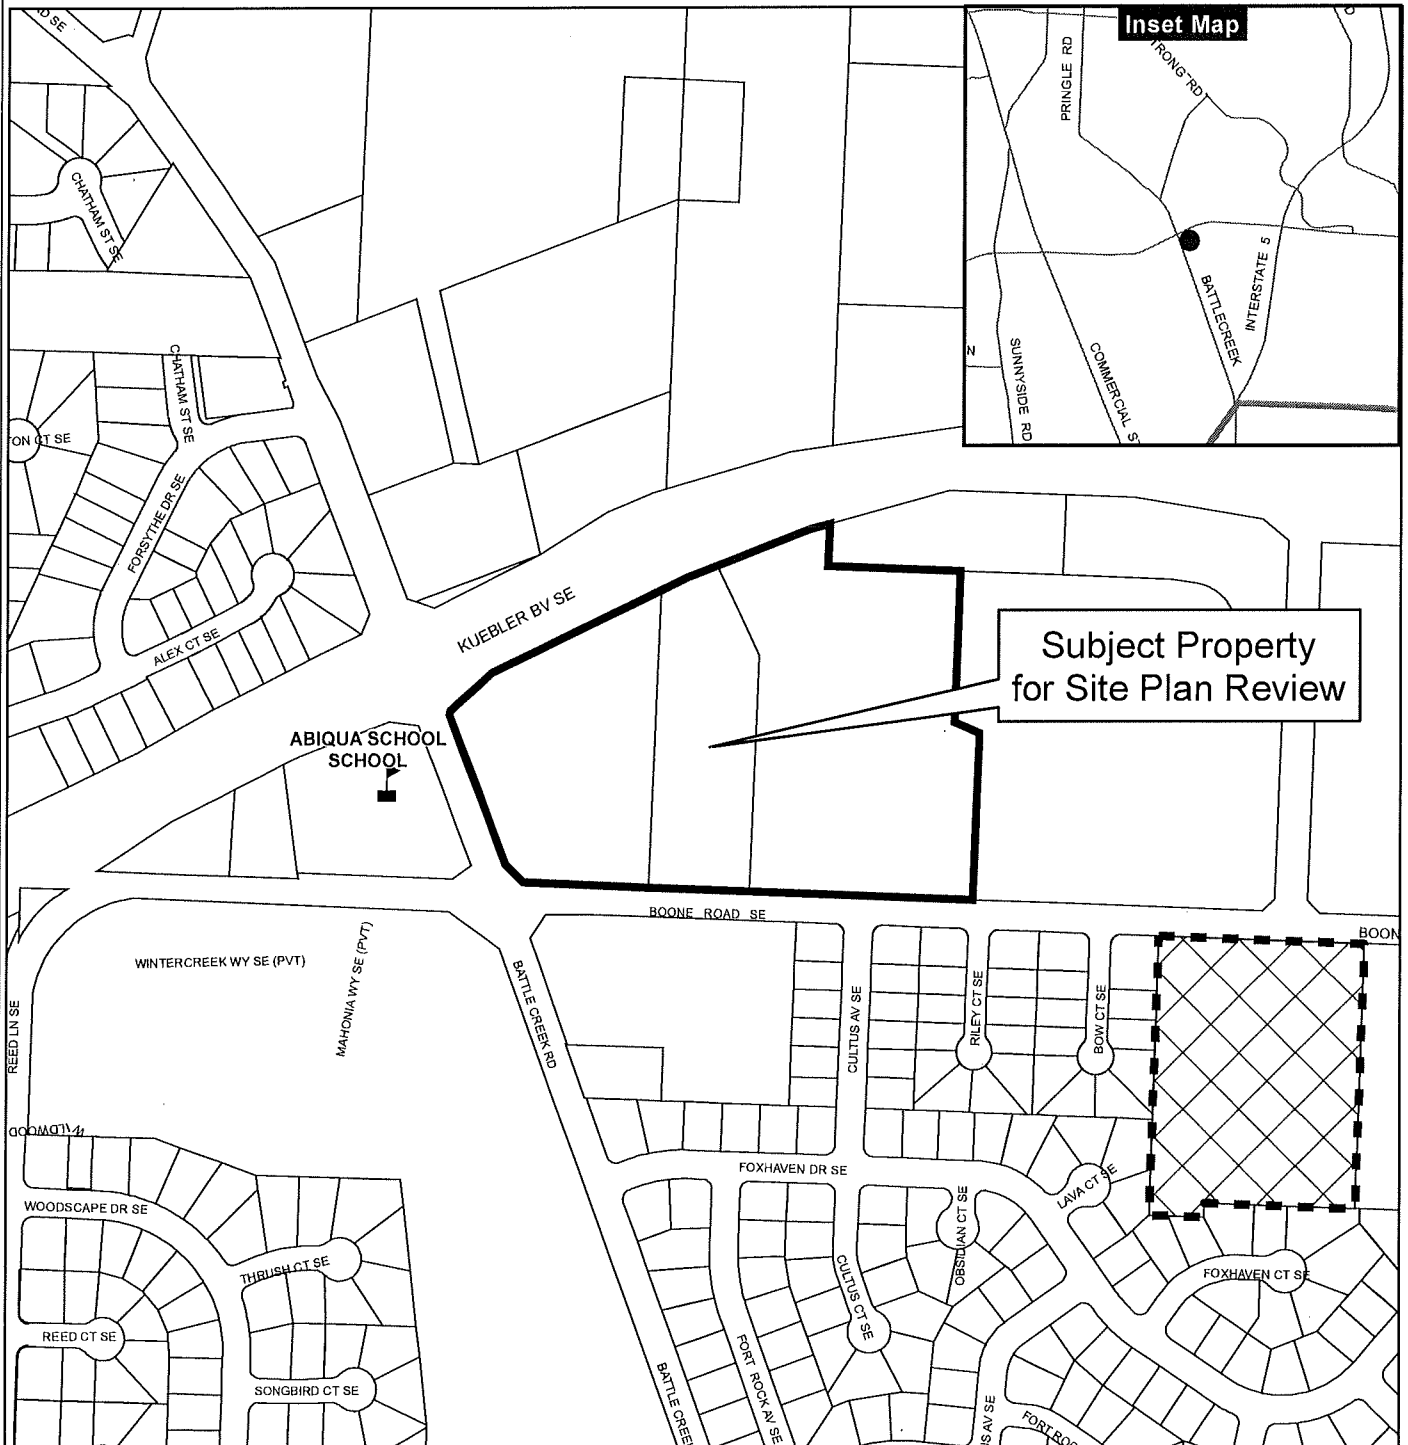 Inset Map
PRINGLE RD
INTERSTATE 5
BATTLECREEK
SUNNYSIDE RD
COMMERCIAL
CHATHAM ST SE
CHATHAM ST SE
FORSYTHE DR SE
ALEX CT SE
KUEBLER BV SE
Subject Property
for Site Plan Review
ABIQUA SCHOOL
SCHOOL
BOONE ROAD SE
WINTERCREEK WY SE (PVT)
MAHONIA WY SE (PVT)
REED LN SE
BATTLE CREEK RD
CULTUS AV SE
RILEY CT SE
BOW CT SE
WILDWOOD
FOXHAVEN DR SE
LAVA CT SE
OBSIDIAN CT SE
WOODSCAPE DR SE
THRUSH CT SE
CULTUS CT SE
FOXHAVEN CT SE
REED CT SE
SONGBIRD CT SE
FORT ROCK AV SE